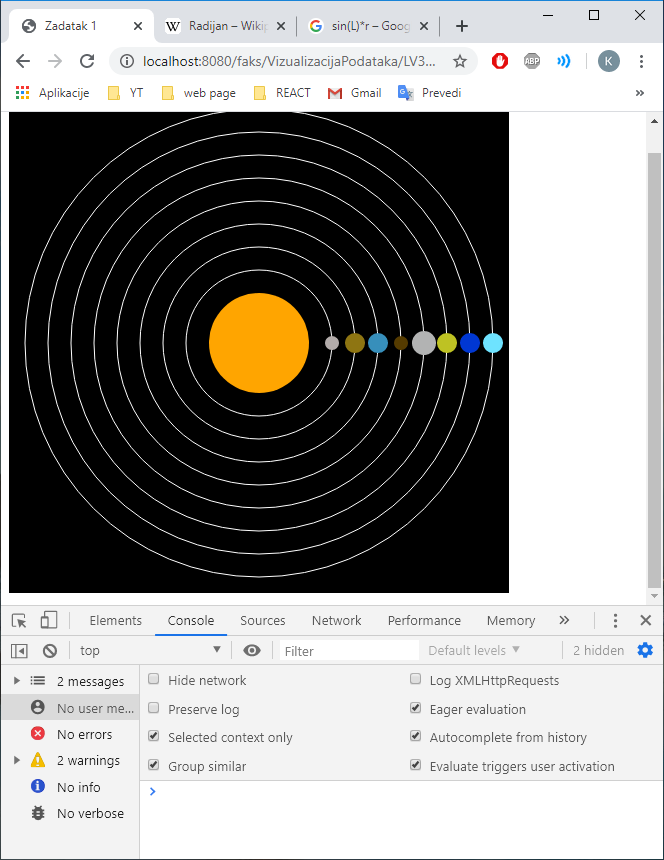 Zadatak 1
Radijan – Wikip
sin(L)*r – Goog
localhost:8080/faks/VizualizacijaPodataka/LV3...
ABP
K
Aplikacije
YT
web page
REACT
Gmail
Prevedi
»
Elements
Console
Sources
Network
Performance
Memory
»
top
Filter
Default levels
2 hidden
2 messages
No user me...
No errors
2 warnings
No info
No verbose
Hide network
Log XMLHttpRequests
Preserve log
Eager evaluation
Selected context only
Autocomplete from history
Group similar
Evaluate triggers user activation